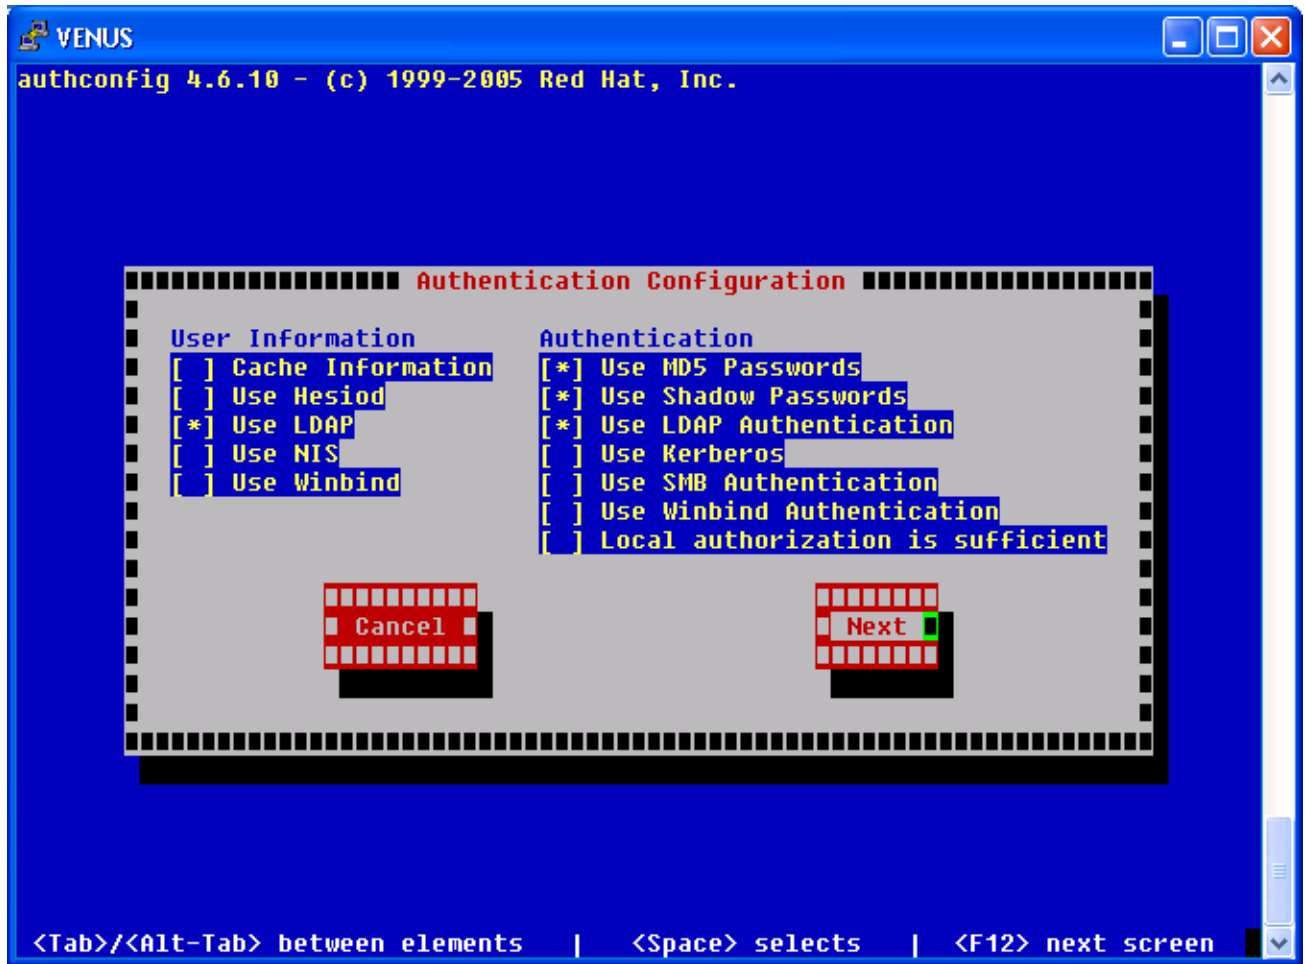 VENUS
authconfig 4.6.10 - (c) 1999-2005 Red Hat, Inc.
Authentication Configuration
User Information
[ ] Cache Information
[ ] Use Hesiod
[*] Use LDAP
[ ] Use NIS
[ ] Use Winbind
Authentication
[*] Use MD5 Passwords
[*] Use Shadow Passwords
[*] Use LDAP Authentication
[ ] Use Kerberos
[ ] Use SMB Authentication
[ ] Use Winbind Authentication
[ ] Local authorization is sufficient
Cancel
Next
<Tab>/<Alt-Tab> between elements | <Space> selects | <F12> next screen